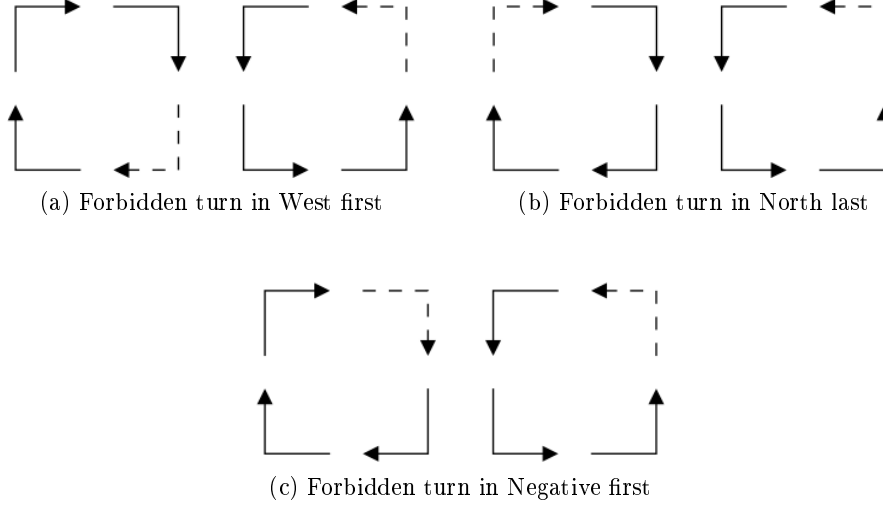 (a) Forbidden turn in West first
(b) Forbidden turn in North last
(c) Forbidden turn in Negative first